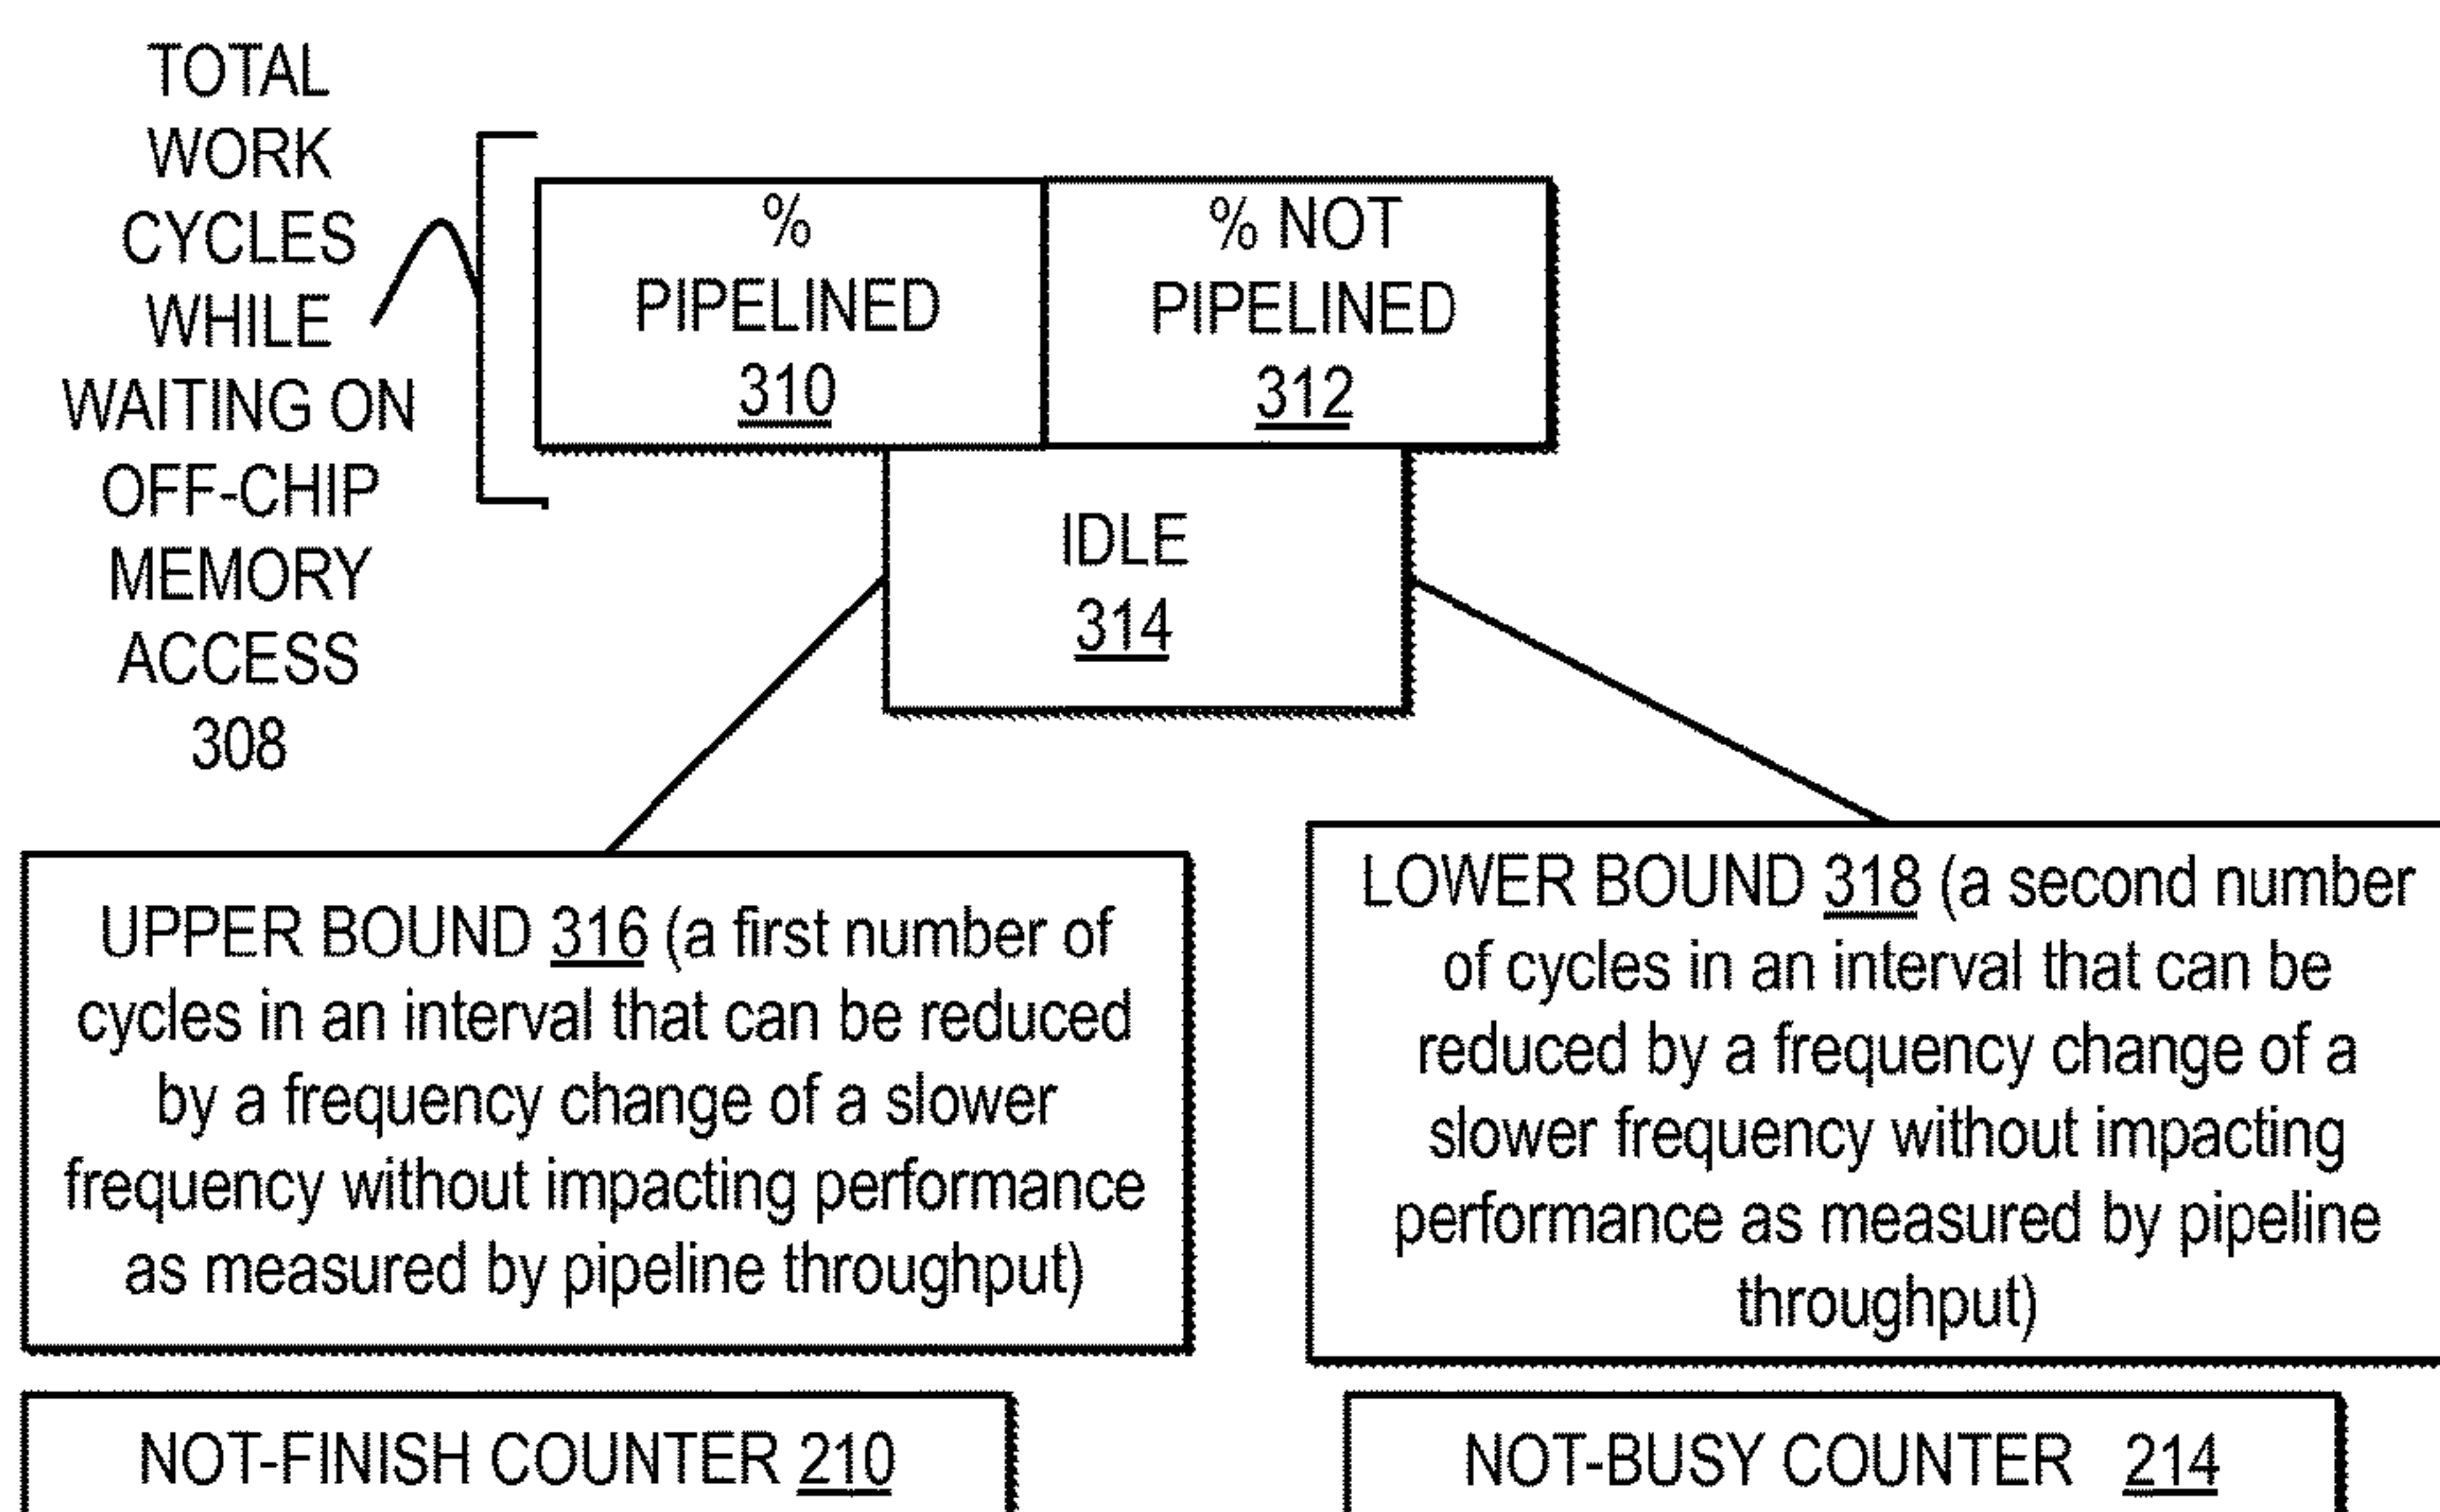 TOTAL
WORK
CYCLES
WHILE
WAITING ON
OFF-CHIP
MEMORY
ACCESS
308
%
PIPELINED
310
% NOT
PIPELINED
312
IDLE
314
UPPER BOUND 316 (a first number of
cycles in an interval that can be reduced
by a frequency change of a slower
frequency without impacting performance
as measured by pipeline throughput)
LOWER BOUND 318 (a second number
of cycles in an interval that can be
reduced by a frequency change of a
slower frequency without impacting
performance as measured by pipeline
throughput)
NOT-FINISH COUNTER 210
NOT-BUSY COUNTER 214